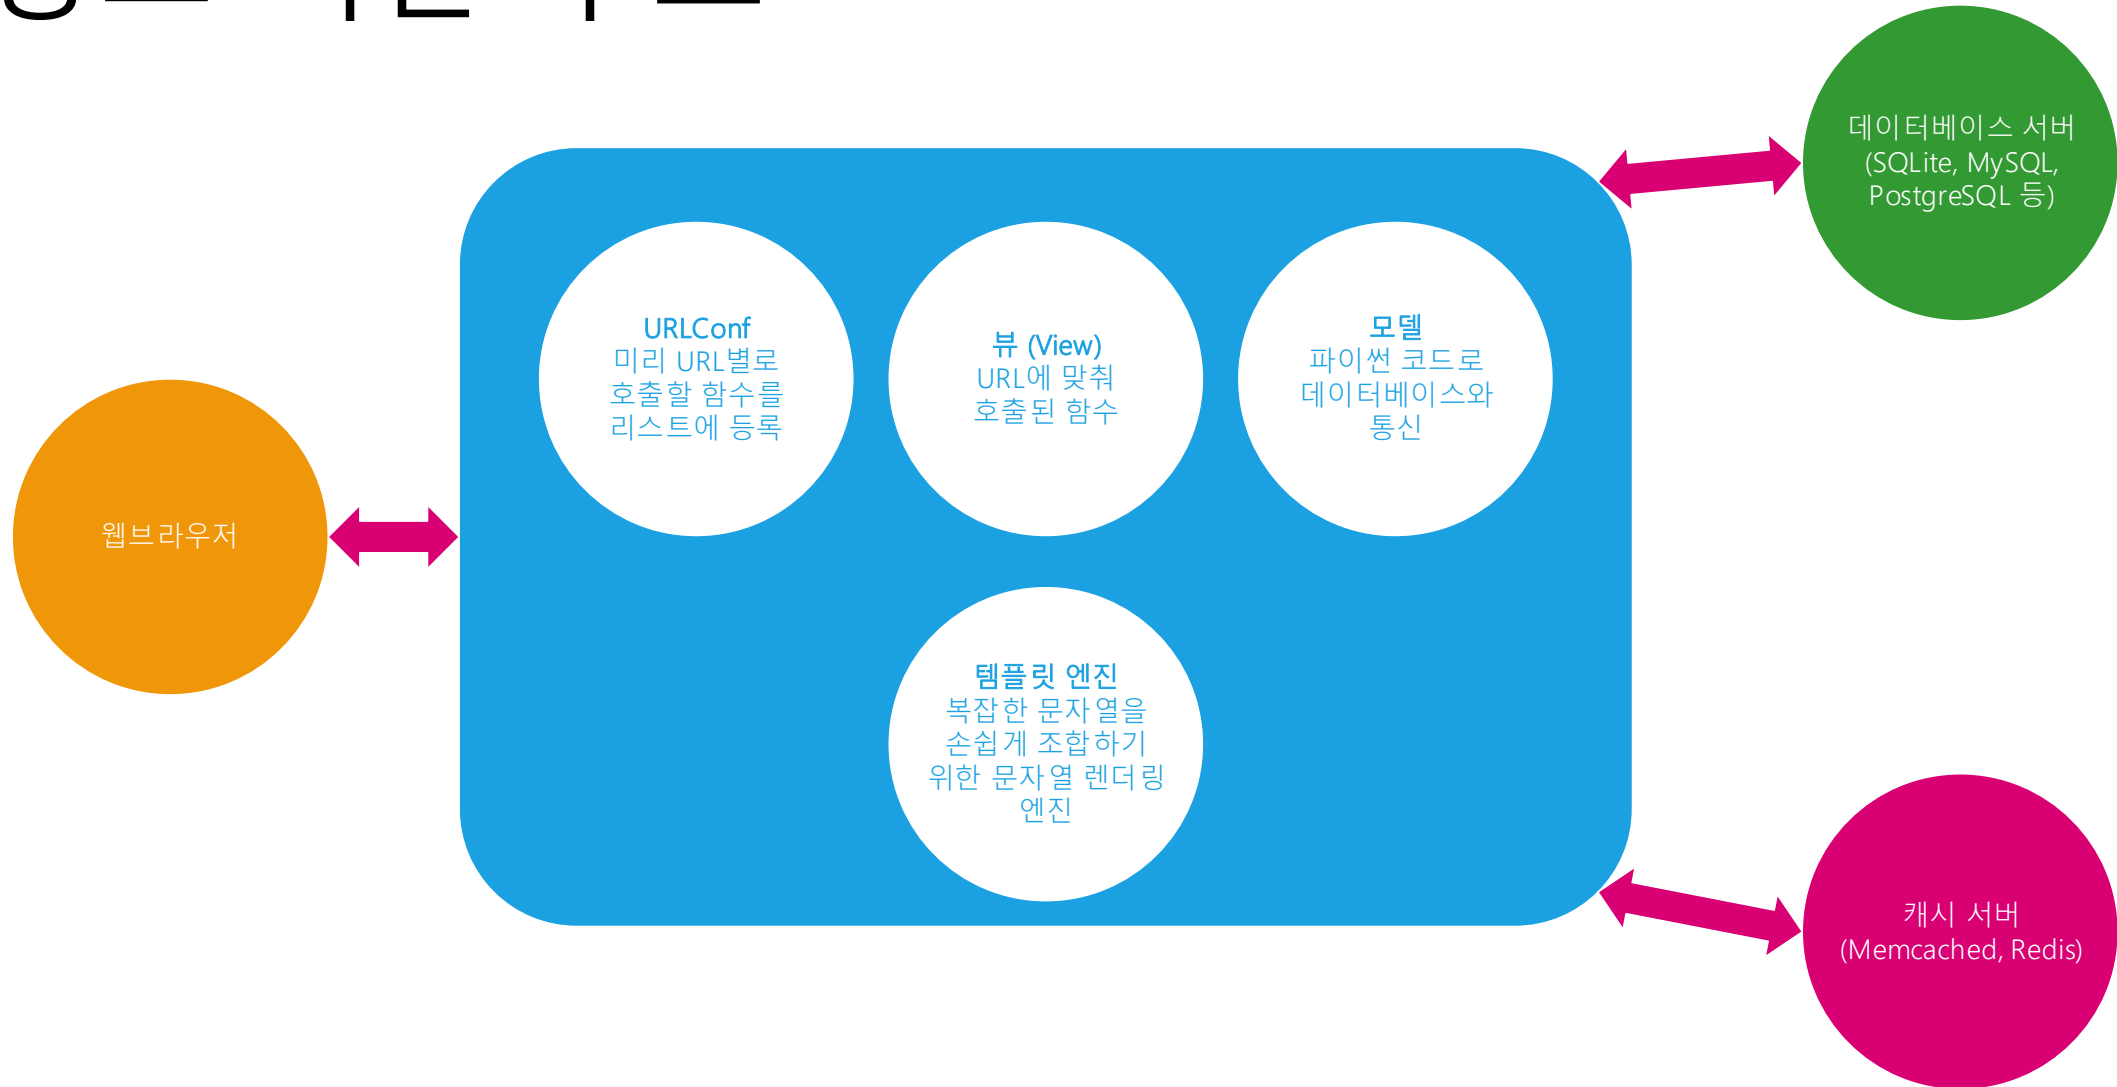 웹브라우저
URLConf
미리 URL별로
호출할 함수를
리스트에 등록
뷰 (View)
URL에 맞춰
호출된 함수
모델
파이썬 코드로
데이터베이스와
통신
템플릿 엔진
복잡한 문자열을
손쉽게 조합하기
위한 문자열 렌더링
엔진
데이터베이스 서버
(SQLite, MySQL,
PostgreSQL 등)
캐시 서버
(Memcached, Redis)